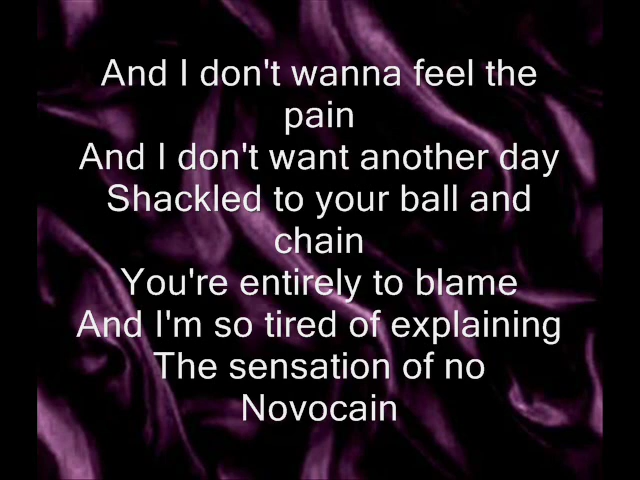 And I don't wanna feel the
pain
And I don't want another day
Shackled to your ball and
chain
You're entirely to blame
And I'm so tired of explaining
The sensation of no
Novocain